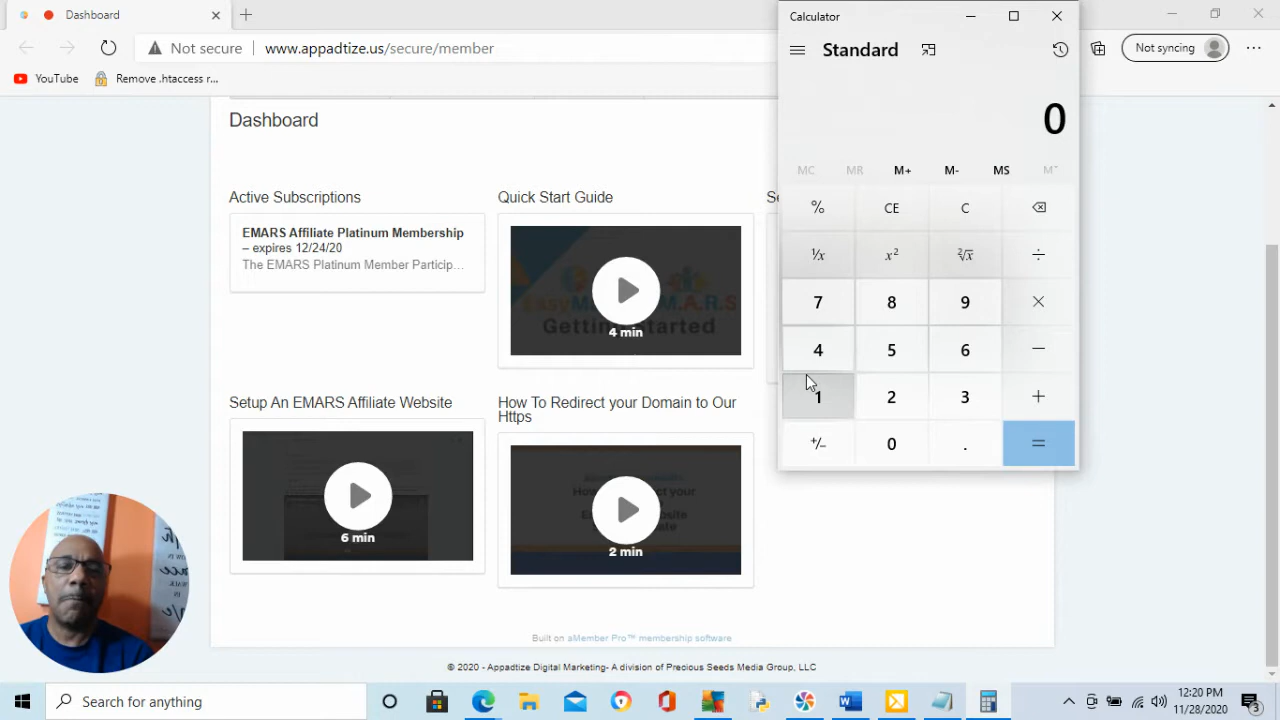 Dashboard
Not secure
www.appadtize.us/secure/member
Not syncing
YouTube
Remove .htaccess r...
Calculator
Standard
0
MC MR M+ M- MS M˅
% CE C
¹/x x² ²√x ÷
7 8 9 ×
4 5 6 −
1 2 3 +
+/− 0 . =
Dashboard
Active Subscriptions
EMARS Affiliate Platinum Membership
– expires 12/24/20
The EMARS Platinum Member Particip...
Quick Start Guide
Getting Started
4 min
Se
Setup An EMARS Affiliate Website
6 min
How To Redirect your Domain to Our
Https
2 min
Built on aMember Pro™ membership software
© 2020 - Appadtize Digital Marketing- A division of Precious Seeds Media Group, LLC
Search for anything
12:20 PM
11/28/2020
3